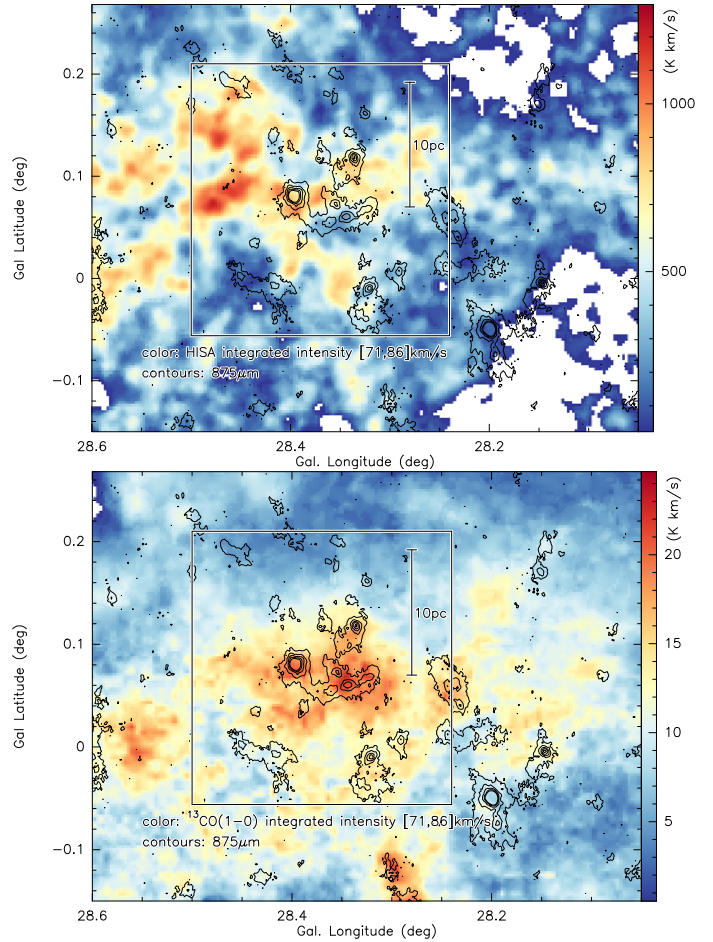 (K km/s)
0.2
1000
10pc
0.1
Gal. Latitude (deg)
0
500
color: HISA integrated intensity [71,86]km/s
contours: 875μm
−0.1
28.6
28.4
28.2
Gal. Longitude (deg)
(K km/s)
20
0.2
10pc
0.1
15
Gal. Latitude (deg)
0
10
color: ¹³CO(1−0) integrated intensity [71,86]km/s
5
contours: 875μm
−0.1
28.6
28.4
28.2
Gal. Longitude (deg)